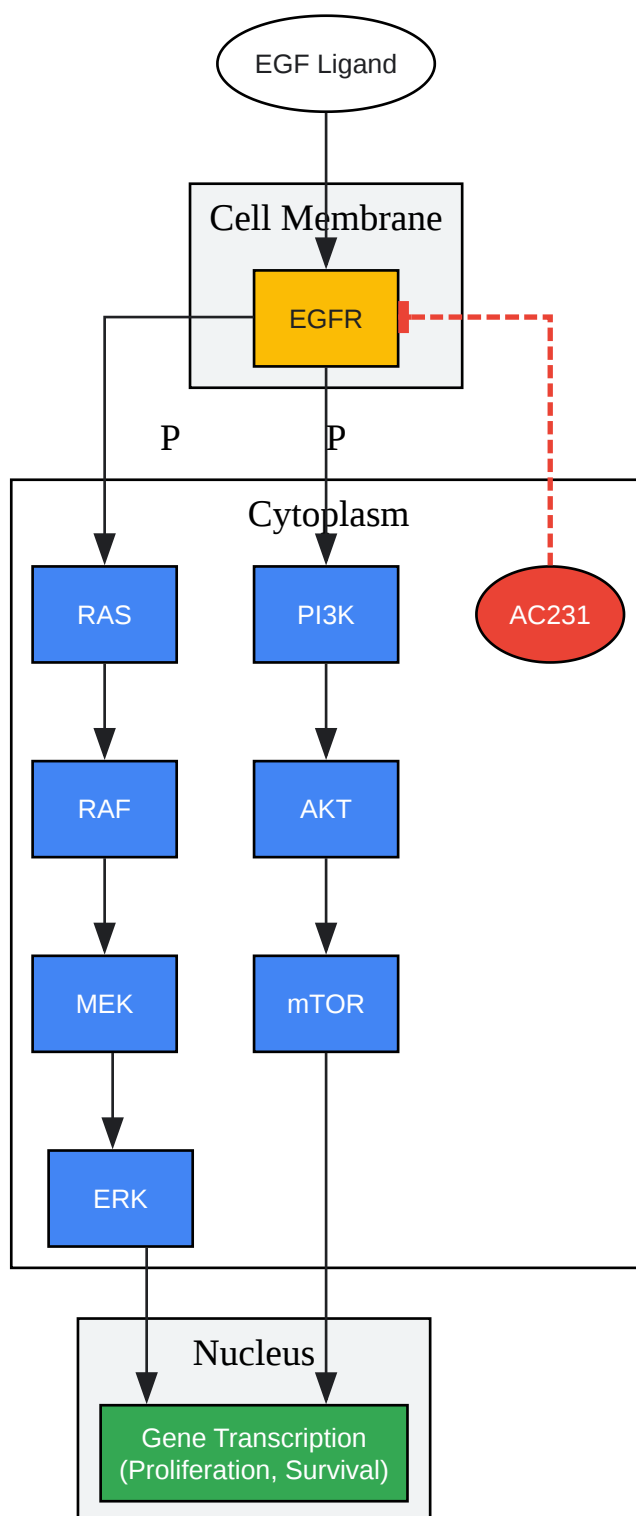 EGF Ligand
Cell Membrane
EGFR
P
P
Cytoplasm
RAS
PI3K
AC231
RAF
AKT
MEK
mTOR
ERK
Nucleus
Gene Transcription
(Proliferation, Survival)